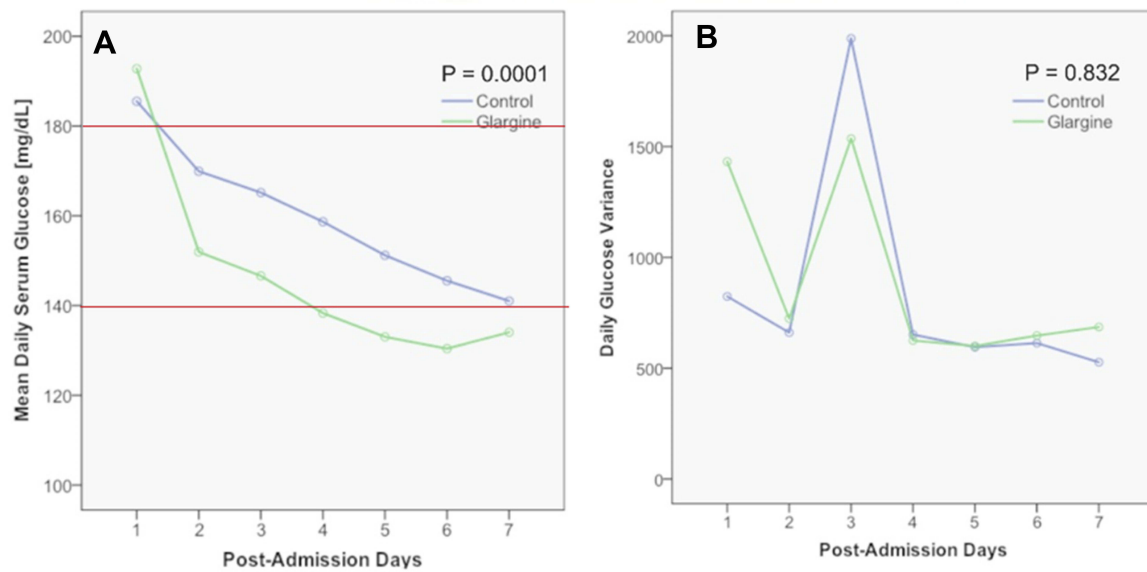 A
P = 0.0001
Control
Glargine
Mean Daily Serum Glucose [mg/dL]
200
180
160
140
120
100
1 2 3 4 5 6 7
Post-Admission Days
B
P = 0.832
Control
Glargine
Daily Glucose Variance
2000
1500
1000
500
0
1 2 3 4 5 6 7
Post-Admission Days